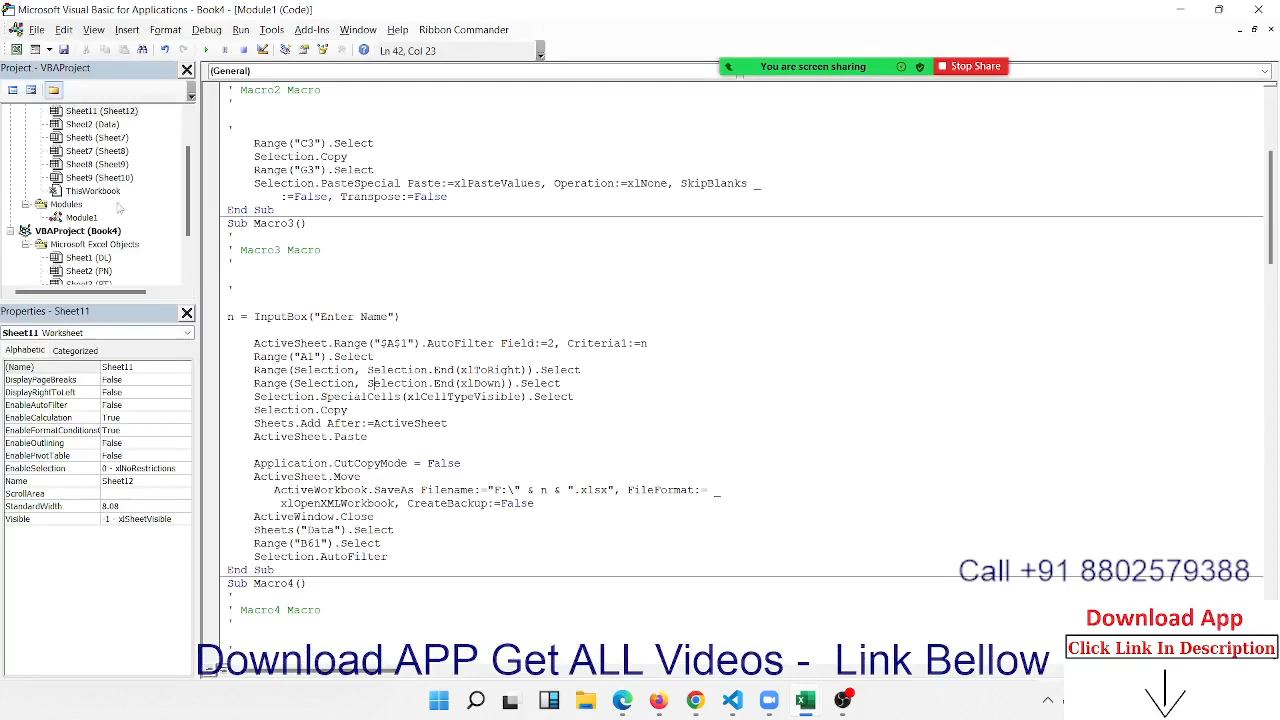 Microsoft Visual Basic for Applications - Book4 - [Module1 (Code)]
File Edit View Insert Format Debug Run Tools Add-Ins Window Help Ribbon Commander
Ln 42, Col 23
Project - VBAProject
(General)
You are screen sharing
Stop Share
Sheet11 (Sheet12)
Sheet2 (Data)
Sheet6 (Sheet7)
Sheet7 (Sheet8)
Sheet8 (Sheet9)
Sheet9 (Sheet10)
ThisWorkbook
Modules
Module1
VBAProject (Book4)
Microsoft Excel Objects
Sheet1 (DL)
Sheet2 (PN)
Properties - Sheet11
Sheet11 Worksheet
Alphabetic Categorized
(Name) Sheet11
DisplayPageBreaks False
DisplayRightToLeft False
EnableAutoFilter False
EnableCalculation True
EnableFormatConditions True
EnableOutlining False
EnablePivotTable False
EnableSelection 0 - xlNoRestrictions
Name Sheet12
ScrollArea
StandardWidth 8.08
Visible -1 - xlSheetVisible
' Macro2 Macro
'
'
Range("C3").Select
Selection.Copy
Range("G3").Select
Selection.PasteSpecial Paste:=xlPasteValues, Operation:=xlNone, SkipBlanks _
:=False, Transpose:=False
End Sub
Sub Macro3()
'
' Macro3 Macro
'
'
n = InputBox("Enter Name")
ActiveSheet.Range("$A$1").AutoFilter Field:=2, Criteria1:=n
Range("A1").Select
Range(Selection, Selection.End(xlToRight)).Select
Range(Selection, Selection.End(xlDown)).Select
Selection.SpecialCells(xlCellTypeVisible).Select
Selection.Copy
Sheets.Add After:=ActiveSheet
ActiveSheet.Paste
Application.CutCopyMode = False
ActiveSheet.Move
ActiveWorkbook.SaveAs Filename:="F:\" & n & ".xlsx", FileFormat:= _
xlOpenXMLWorkbook, CreateBackup:=False
ActiveWindow.Close
Sheets("Data").Select
Range("B61").Select
Selection.AutoFilter
End Sub
Sub Macro4()
'
' Macro4 Macro
'
Call +91 8802579388
Download App
Click Link In Description
Download APP Get ALL Videos - Link Bellow